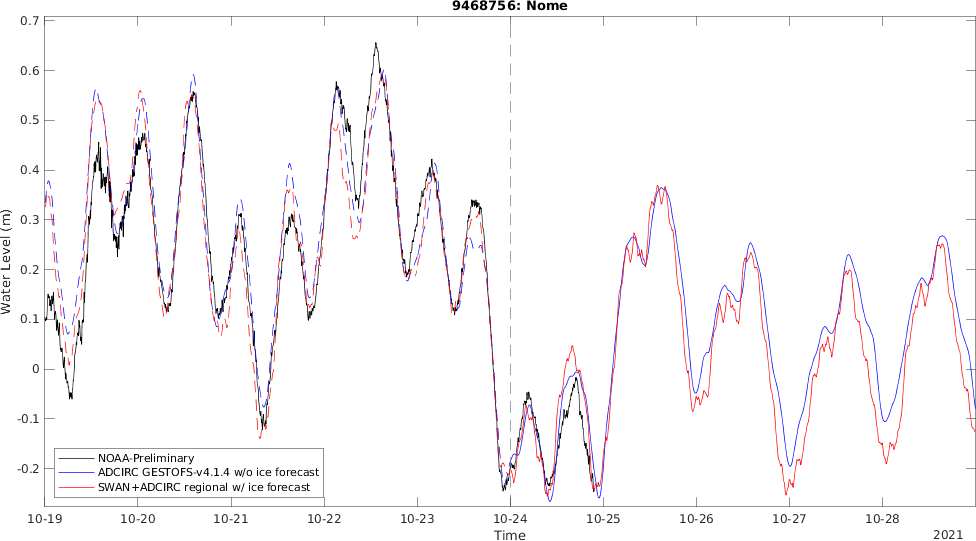 9468756: Nome
0.7
0.6
0.5
0.4
0.3
0.2
0.1
0
-0.1
-0.2
Water Level (m)
NOAA-Preliminary
ADCIRC GESTOFS-v4.1.4 w/o ice forecast
SWAN+ADCIRC regional w/ ice forecast
10-19 10-20 10-21 10-22 10-23 10-24 10-25 10-26 10-27 10-28
Time
2021